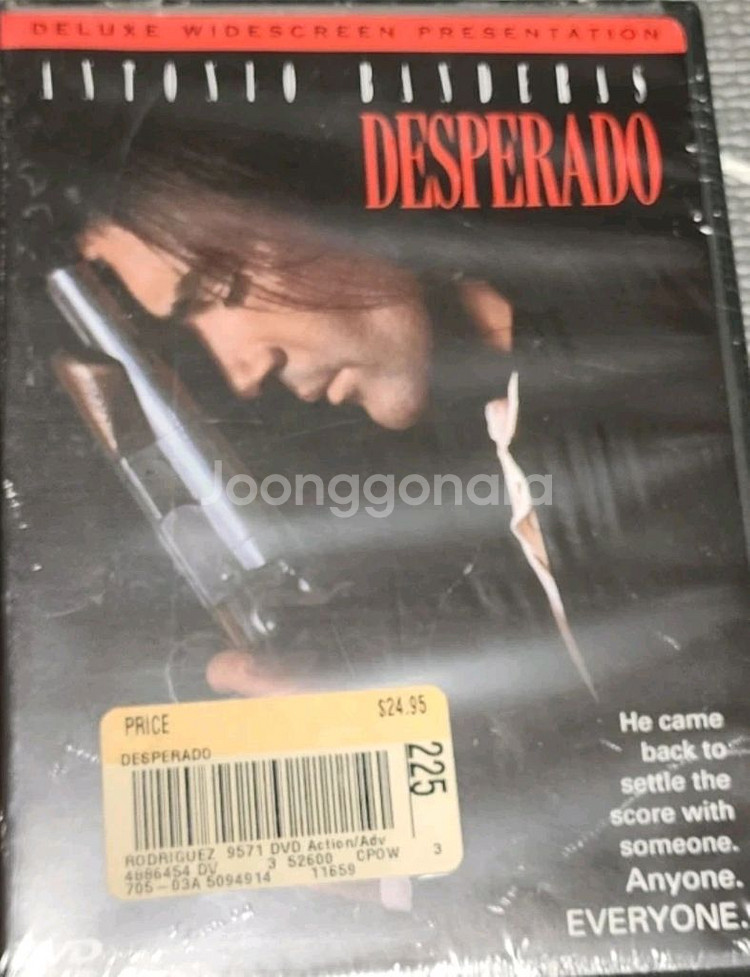 DELUXE WIDESCREEN PRESENTATION
ANTONIO BANDERAS
DESPERADO
Joonggonara
PRICE $24.95
DESPERADO
225
RODRIGUEZ 9571 DVD Action/Adv
4886454 DV 3 52600 CPOW 3
705-03A 5094914 11659
He came
back to
settle the
score with
someone.
Anyone.
EVERYONE.
DVD